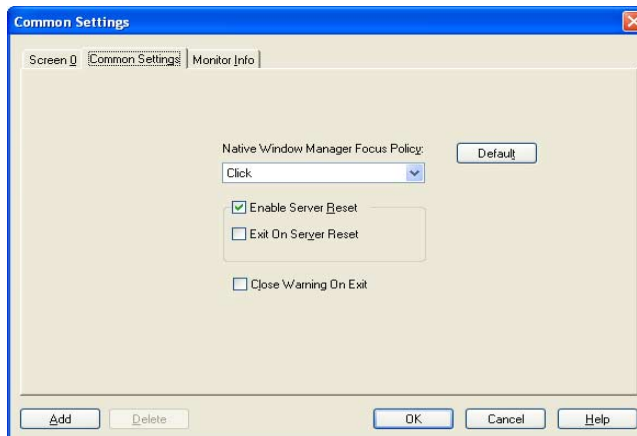 Common Settings
Screen 0 Common Settings Monitor Info
Native Window Manager Focus Policy:
Default
Click
Enable Server Reset
Exit On Server Reset
Close Warning On Exit
Add Delete OK Cancel Help